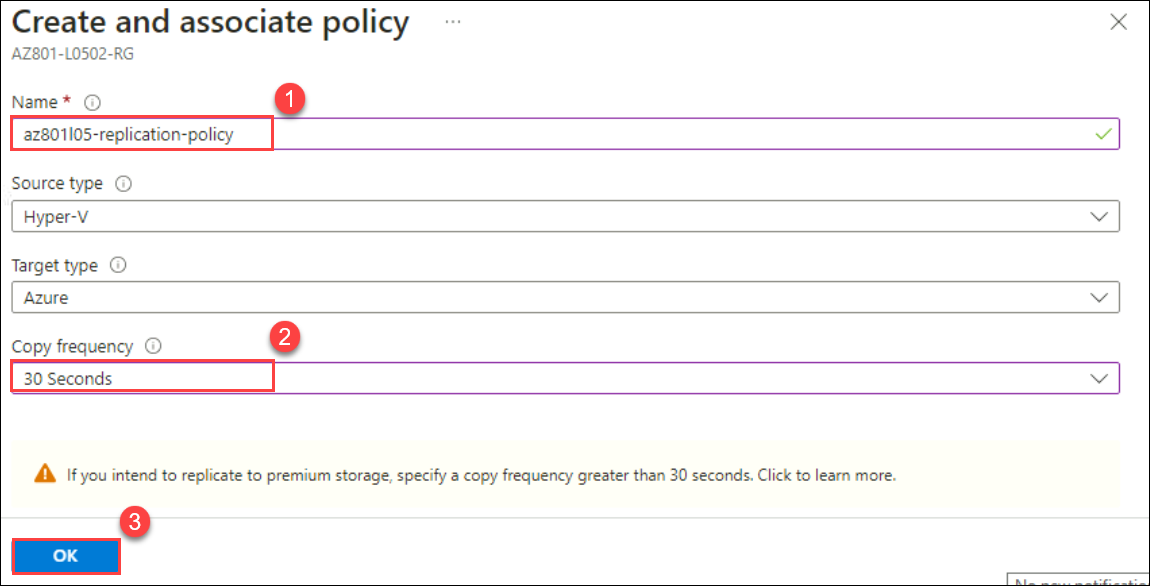 Create and associate policy ...
AZ801-L0502-RG
Name *
1
az801l05-replication-policy
Source type
Hyper-V
Target type
Azure
2
Copy frequency
30 Seconds
If you intend to replicate to premium storage, specify a copy frequency greater than 30 seconds. Click to learn more.
3
OK
No new notificatio